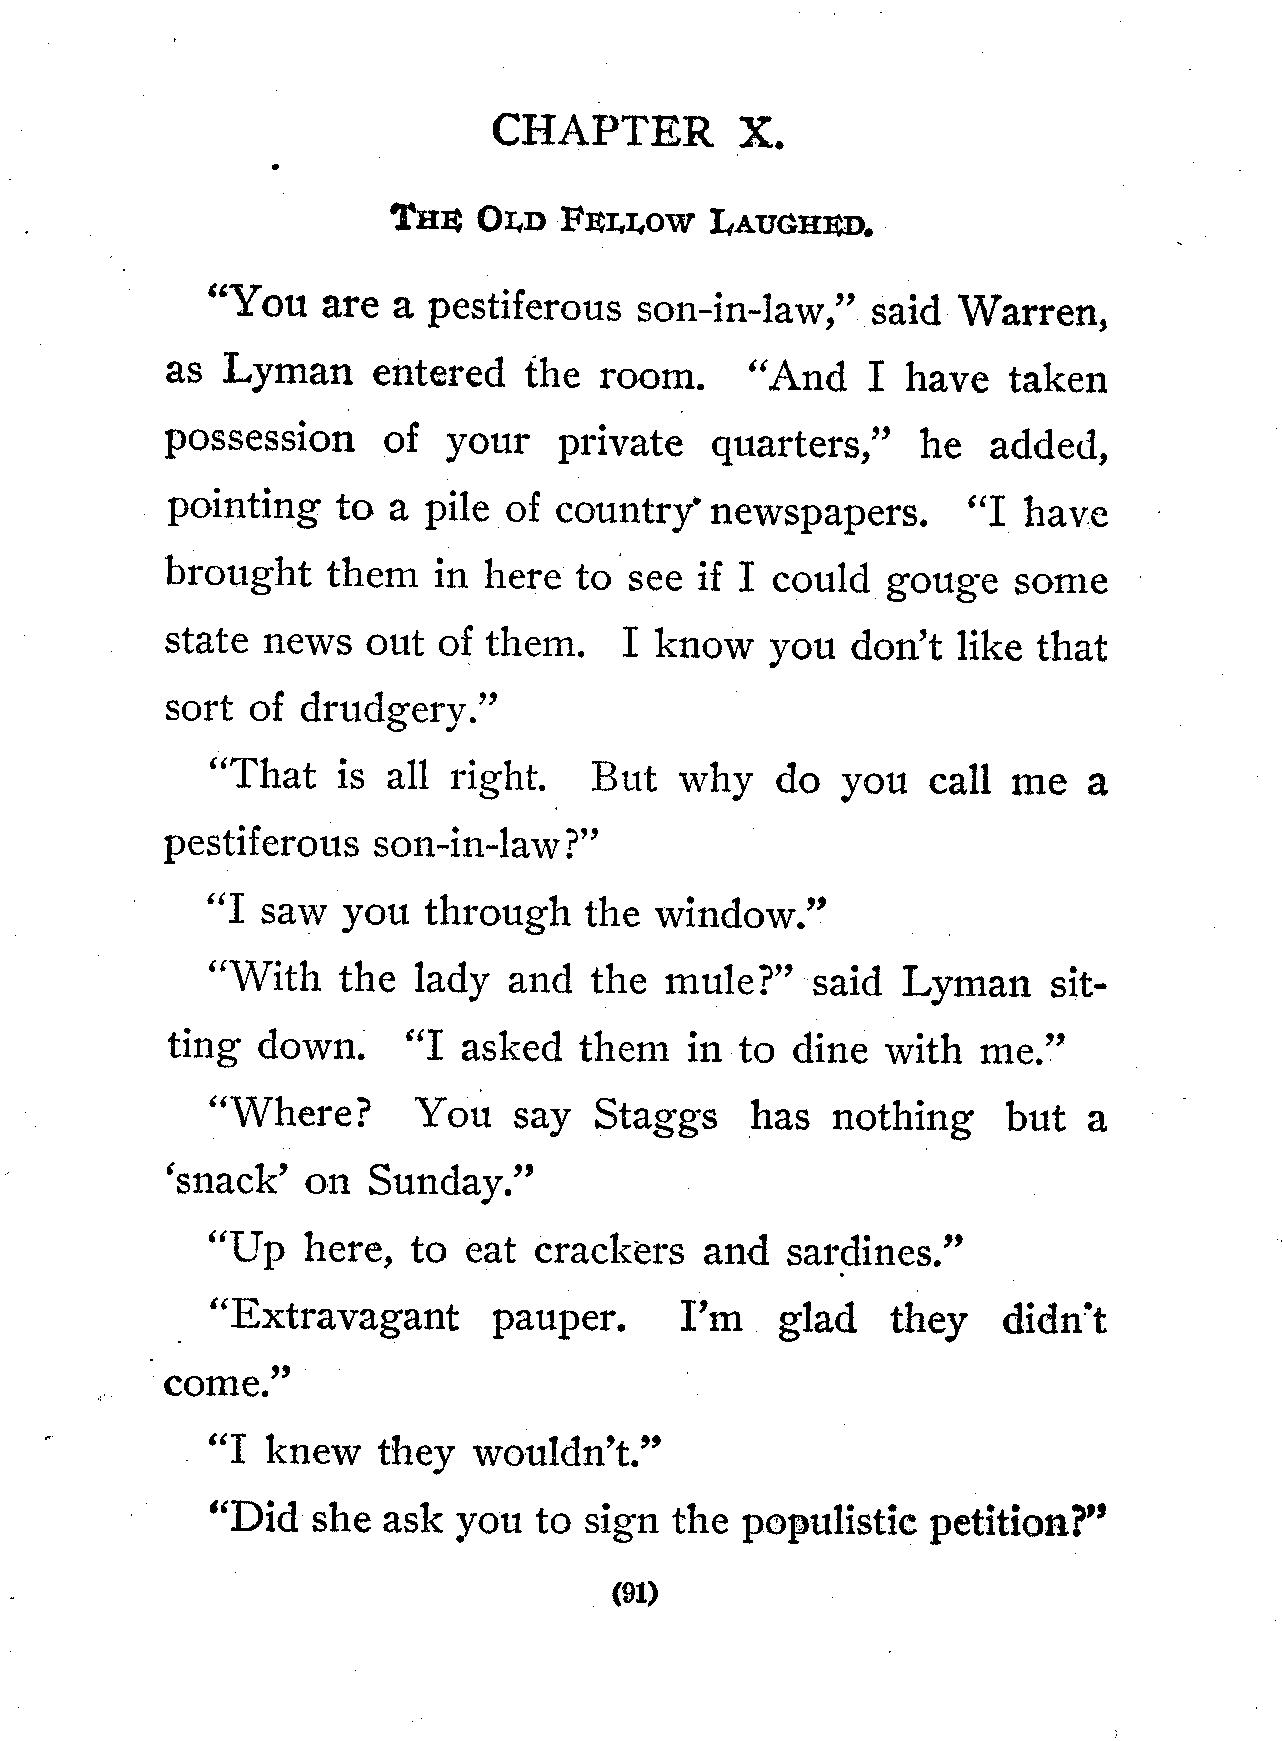 CHAPTER X.
The Old Fellow Laughed.
“You are a pestiferous son-in-law,” said Warren,
as Lyman entered the room. “And I have taken
possession of your private quarters,” he added,
pointing to a pile of country newspapers. “I have
brought them in here to see if I could gouge some
state news out of them. I know you don’t like that
sort of drudgery.”
“That is all right. But why do you call me a
pestiferous son-in-law?”
“I saw you through the window.”
“With the lady and the mule?” said Lyman sit-
ting down. “I asked them in to dine with me.”
“Where? You say Staggs has nothing but a
‘snack’ on Sunday.”
“Up here, to eat crackers and sardines.”
“Extravagant pauper. I’m glad they didn’t
come.”
“I knew they wouldn’t.”
“Did she ask you to sign the populistic petition?”
(91)